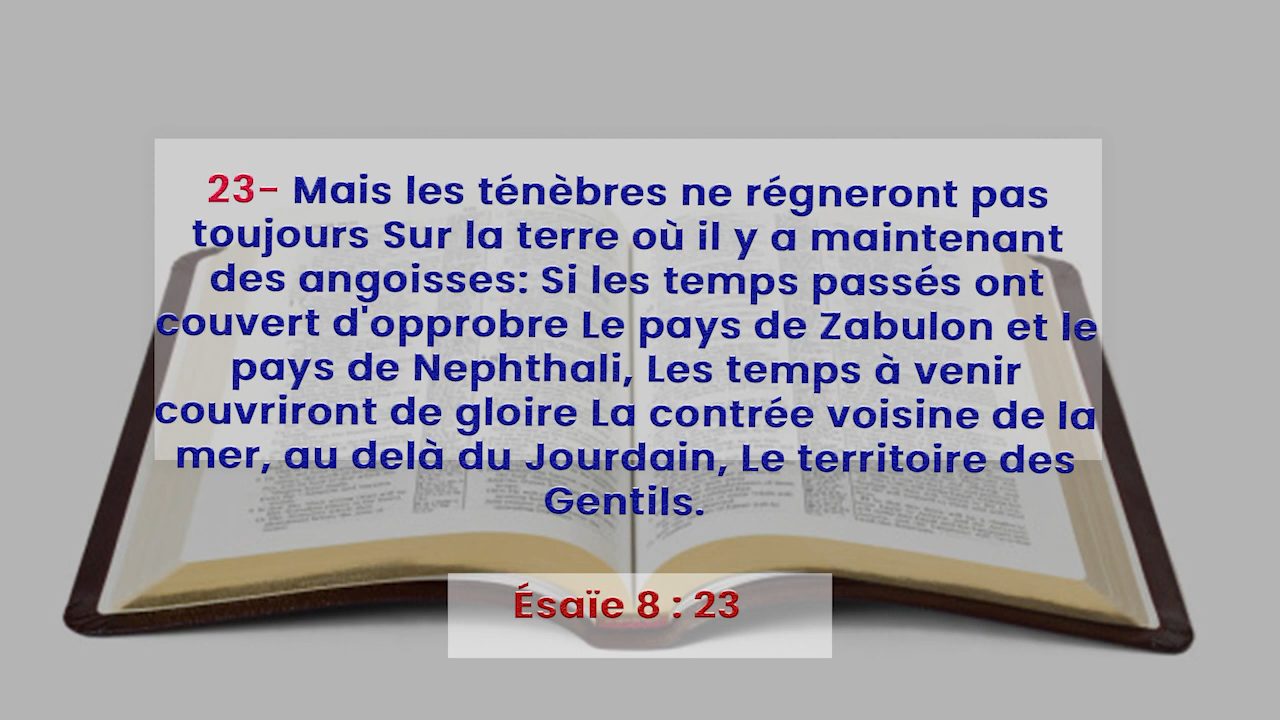 23- Mais les ténèbres ne régneront pas
toujours Sur la terre où il y a maintenant
des angoisses: Si les temps passés ont
couvert d'opprobre Le pays de Zabulon et le
pays de Nephthali, Les temps à venir
couvriront de gloire La contrée voisine de la
mer, au delà du Jourdain, Le territoire des
Gentils.
Ésaïe 8 : 23